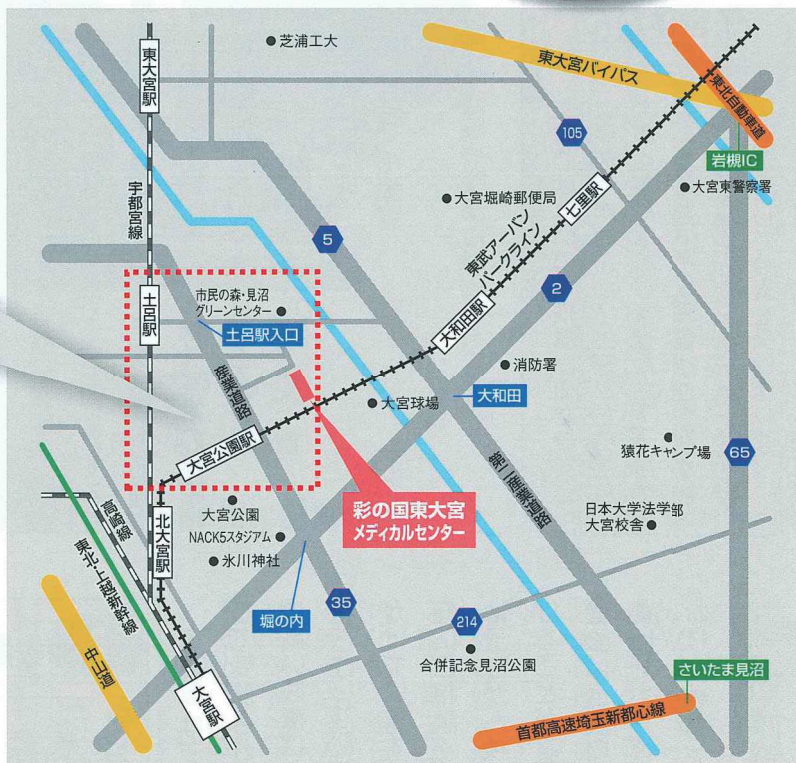 芝浦工大
東大宮駅
東大宮バイパス
東北自動車道
105
岩槻IC
大宮堀崎郵便局
七里駅
大宮東警察署
宇都宮線
東武アーバン
パークライン
5
2
市民の森・見沼
グリーンセンター
土呂駅
土呂駅入口
大和田駅
消防署
産業道路
大宮球場
大和田
大宮公園駅
猿花キャンプ場
65
第二産業道路
彩の国東大宮
メディカルセンター
大宮公園
高崎線
北大宮駅
NACK5スタジアム
日本大学法学部
大宮校舎
氷川神社
東北・上越新幹線
35
堀の内
214
合併記念見沼公園
中山道
さいたま見沼
大宮駅
首都高速埼玉新都心線